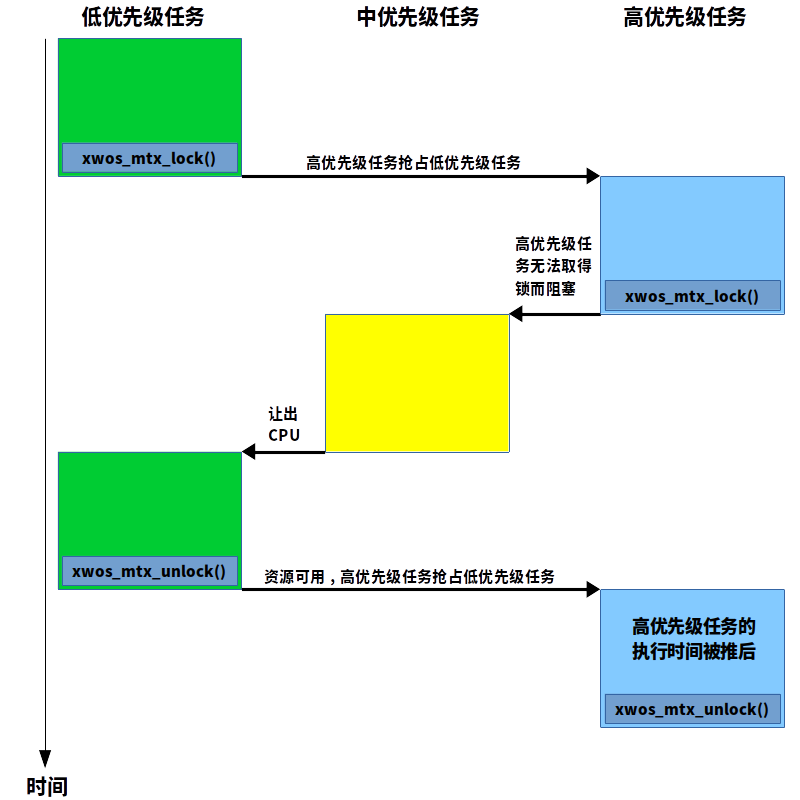 低优先级任务
中优先级任务
高优先级任务
xwos_mtx_lock()
高优先级任务抢占低优先级任务
高优先级任
务无法取得
锁而阻塞
xwos_mtx_lock()
让出
CPU
xwos_mtx_unlock()
资源可用,高优先级任务抢占低优先级任务
高优先级任务的
执行时间被推后
xwos_mtx_unlock()
时间